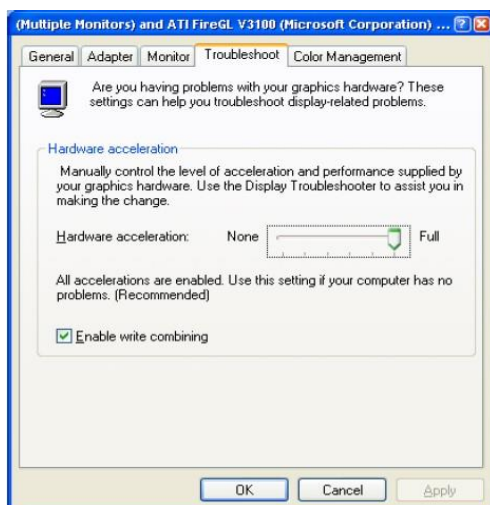 (Multiple Monitors) and ATI FireGL V3100 (Microsoft Corporation) ...
General Adapter Monitor Troubleshoot Color Management
Are you having problems with your graphics hardware? These
settings can help you troubleshoot display-related problems.
Hardware acceleration
Manually control the level of acceleration and performance supplied by
your graphics hardware. Use the Display Troubleshooter to assist you in
making the change.
Hardware acceleration: None Full
All accelerations are enabled. Use this setting if your computer has no
problems. (Recommended)
Enable write combining
OK Cancel Apply